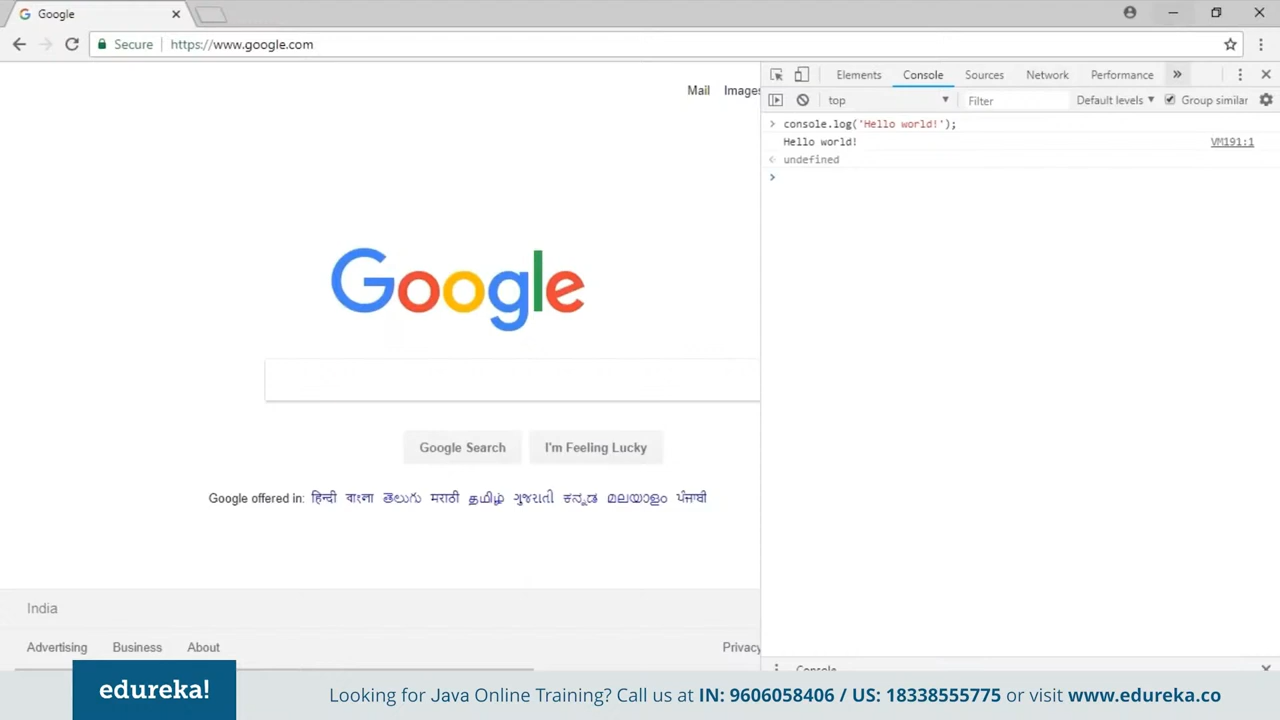 Google
Secure https://www.google.com
Mail Images
Elements Console Sources Network Performance »
top Filter Default levels Group similar
> console.log('Hello world!');
Hello world! VM191:1
< undefined
>
Google
Google Search I'm Feeling Lucky
Google offered in: हिन्दी বাংলা తెలుగు मराठी தமிழ் ગુજરાતી ಕನ್ನಡ മലയാളം ਪੰਜਾਬੀ
India
Advertising Business About Privacy
Console
edureka! Looking for Java Online Training? Call us at IN: 9606058406 / US: 18338555775 or visit www.edureka.co